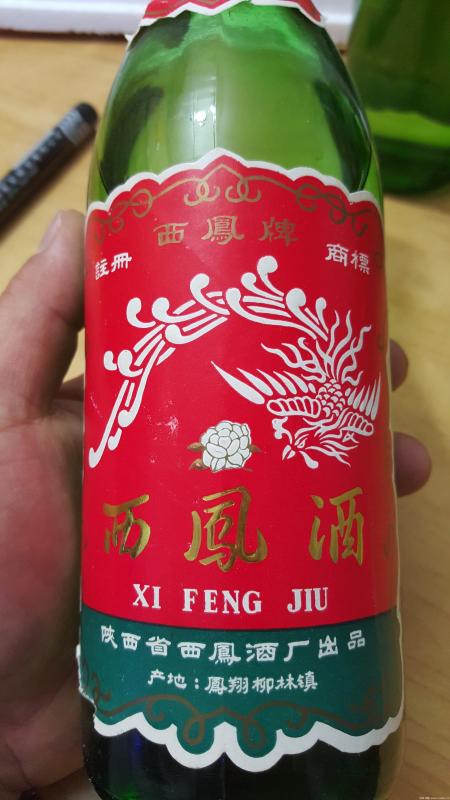 西鳳牌
註冊 商標
西鳳酒
XI FENG JIU
陝西省西鳳酒厂出品
产地：鳳翔柳林镇